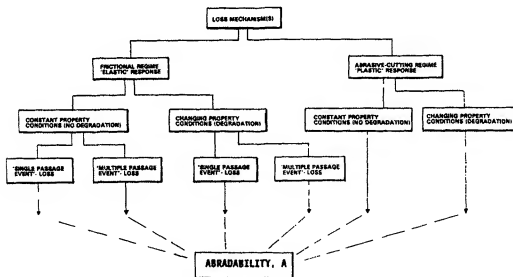 LOSS MECHANISM(S)
FRICTIONAL REGIME
"ELASTIC" RESPONSE
ABRASIVE-CUTTING REGIME
"PLASTIC" RESPONSE
CONSTANT PROPERTY
CONDITIONS (NO DEGRADATION)
CHANGING PROPERTY
CONDITIONS (DEGRADATION)
CONSTANT PROPERTY
CONDITIONS (NO DEGRADATION)
CHANGING PROPERTY
CONDITIONS (DEGRADATION)
"SINGLE PASSAGE
EVENT"- LOSS
"MULTIPLE PASSAGE
EVENT"- LOSS
"SINGLE PASSAGE
EVENT"- LOSS
"MULTIPLE PASSAGE
EVENT"- LOSS
ABRADABILITY, A